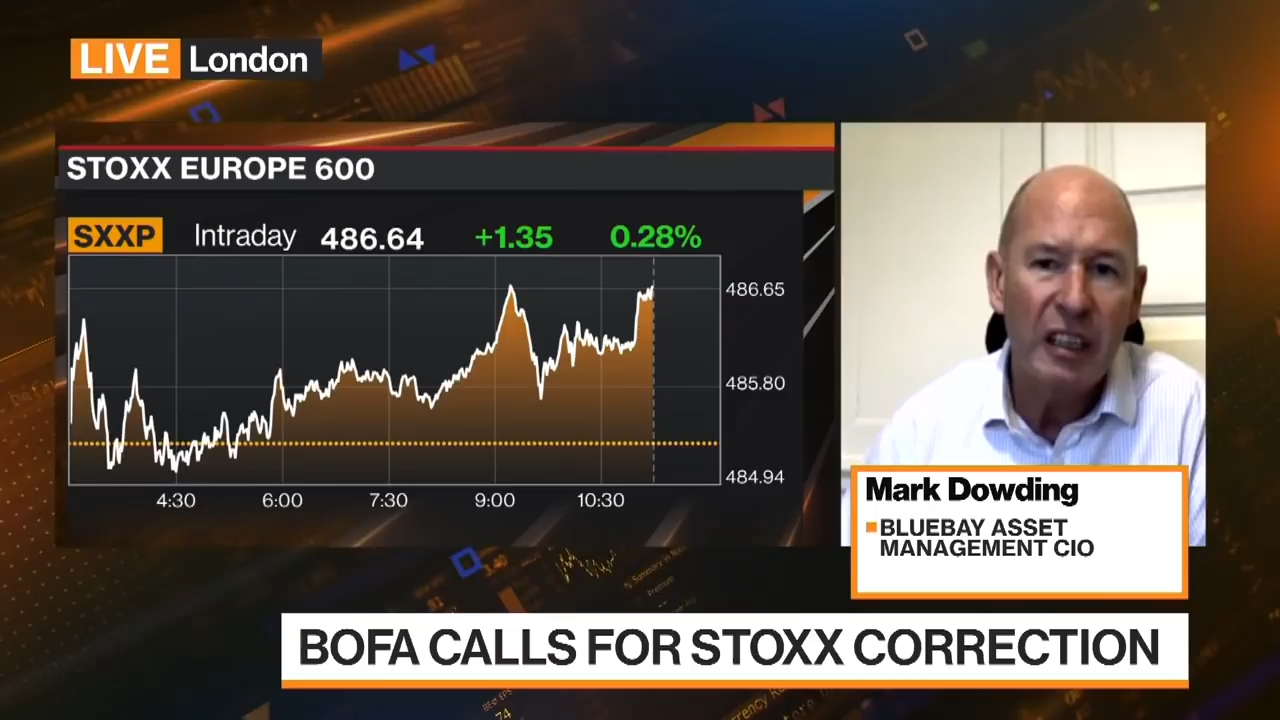 LIVE London
STOXX EUROPE 600
SXXP Intraday 486.64 +1.35 0.28%
486.65
485.80
484.94
4:30 6:00 7:30 9:00 10:30
Mark Dowding
BLUEBAY ASSET
MANAGEMENT CIO
BOFA CALLS FOR STOXX CORRECTION